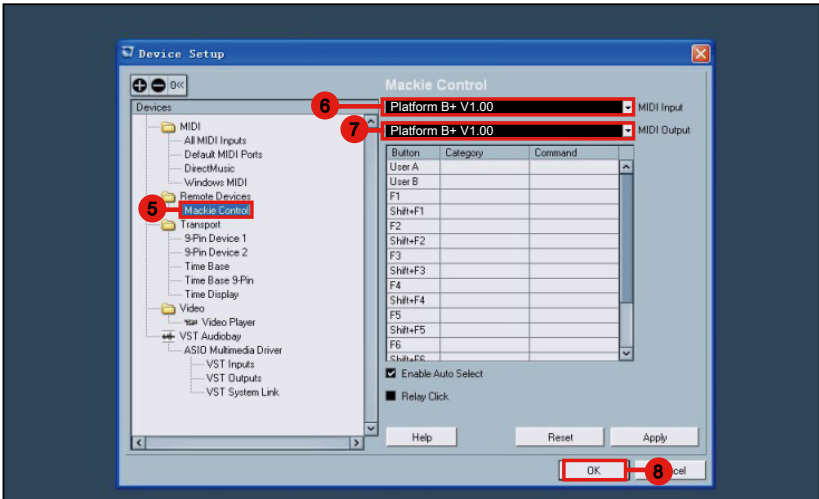 Device Setup
Mackie Control
Devices
6
Platform B+ V1.00
MIDI Input
7
Platform B+ V1.00
MIDI Output
MIDI
All MIDI Inputs
Default MIDI Ports
DirectMusic
Windows MIDI
Remote Devices
5
Mackie Control
Transport
9-Pin Device 1
9-Pin Device 2
Time Base
Time Base 9-Pin
Time Display
Video
Video Player
VST Audiobay
ASIO Multimedia Driver
VST Inputs
VST Outputs
VST System Link
Button Category Command
User A
User B
F1
Shift+F1
F2
Shift+F2
F3
Shift+F3
F4
Shift+F4
F5
Shift+F5
F6
Shift+F6
Enable Auto Select
Relay Click
Help Reset Apply
OK
8
cel